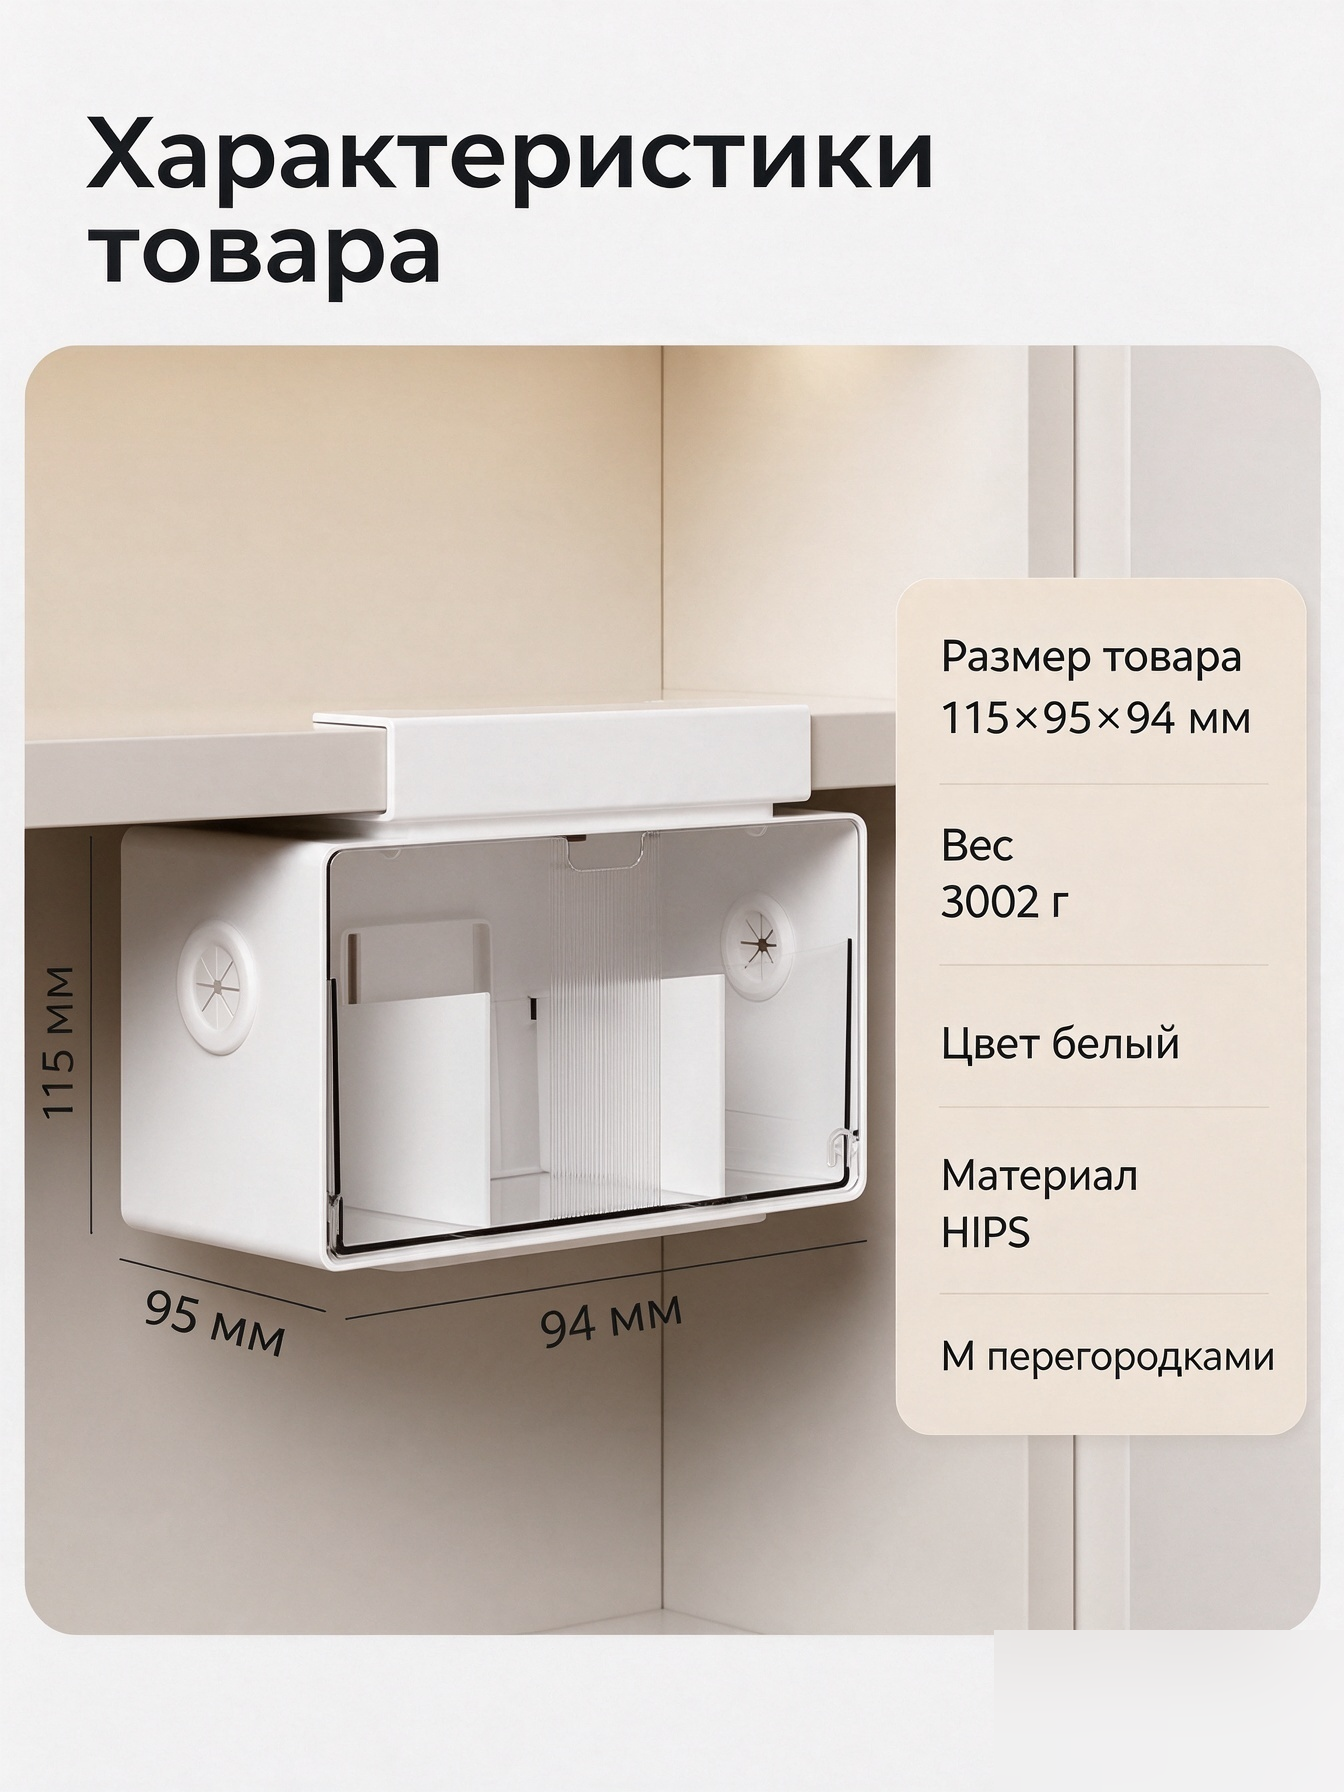 Характеристики
товара
Размер товара
115×95×94 мм
Вес
3002 г
Цвет белый
Материал
HIPS
М перегородками
115 мм
95 мм
94 мм